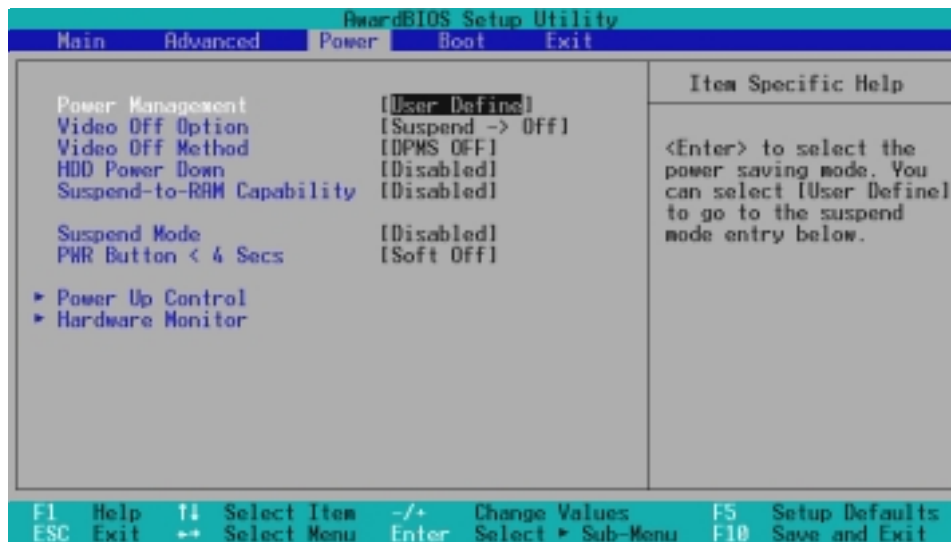 AwardBIOS Setup Utility
Main Advanced Power Boot Exit
Item Specific Help
Power Management [User Define]
Video Off Option [Suspend -> Off]
Video Off Method [DPMS OFF]
HDD Power Down [Disabled]
Suspend-to-RAM Capability [Disabled]
Suspend Mode [Disabled]
PWR Button < 4 Secs [Soft Off]
► Power Up Control
► Hardware Monitor
<Enter> to select the
power saving mode. You
can select [User Define]
to go to the suspend
mode entry below.
F1 Help ↑↓ Select Item -/+ Change Values F5 Setup Defaults
ESC Exit ←→ Select Menu Enter Select ► Sub-Menu F10 Save and Exit